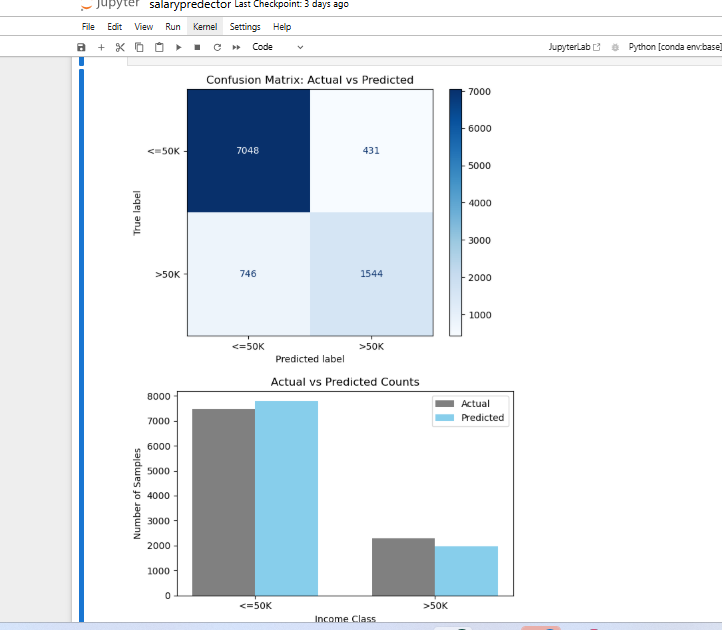 jupyter salarypredector Last Checkpoint: 3 days ago
File Edit View Run Kernel Settings Help
Code JupyterLab Python [conda env:base]
Confusion Matrix: Actual vs Predicted
7000
6000
5000
4000
3000
2000
1000
True label
<=50K 7048 431
>50K 746 1544
<=50K >50K
Predicted label
Actual vs Predicted Counts
8000
7000
6000
5000
4000
3000
2000
1000
0
Number of Samples
Actual
Predicted
<=50K >50K
Income Class